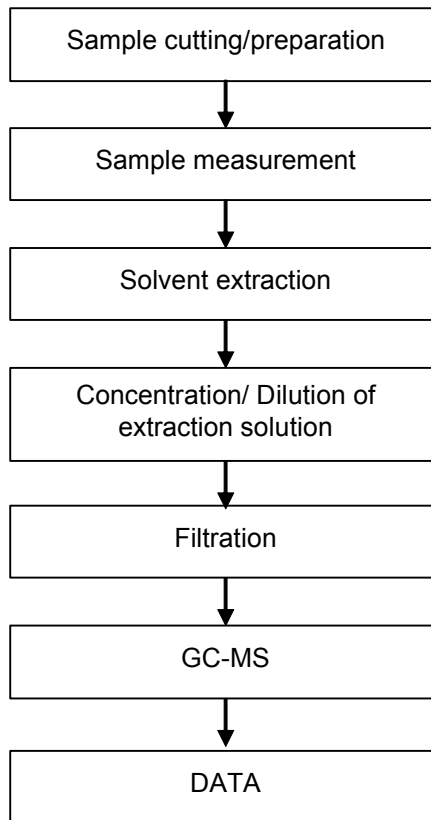 Sample cutting/preparation
Sample measurement
Solvent extraction
Concentration/ Dilution of
extraction solution
Filtration
GC-MS
DATA